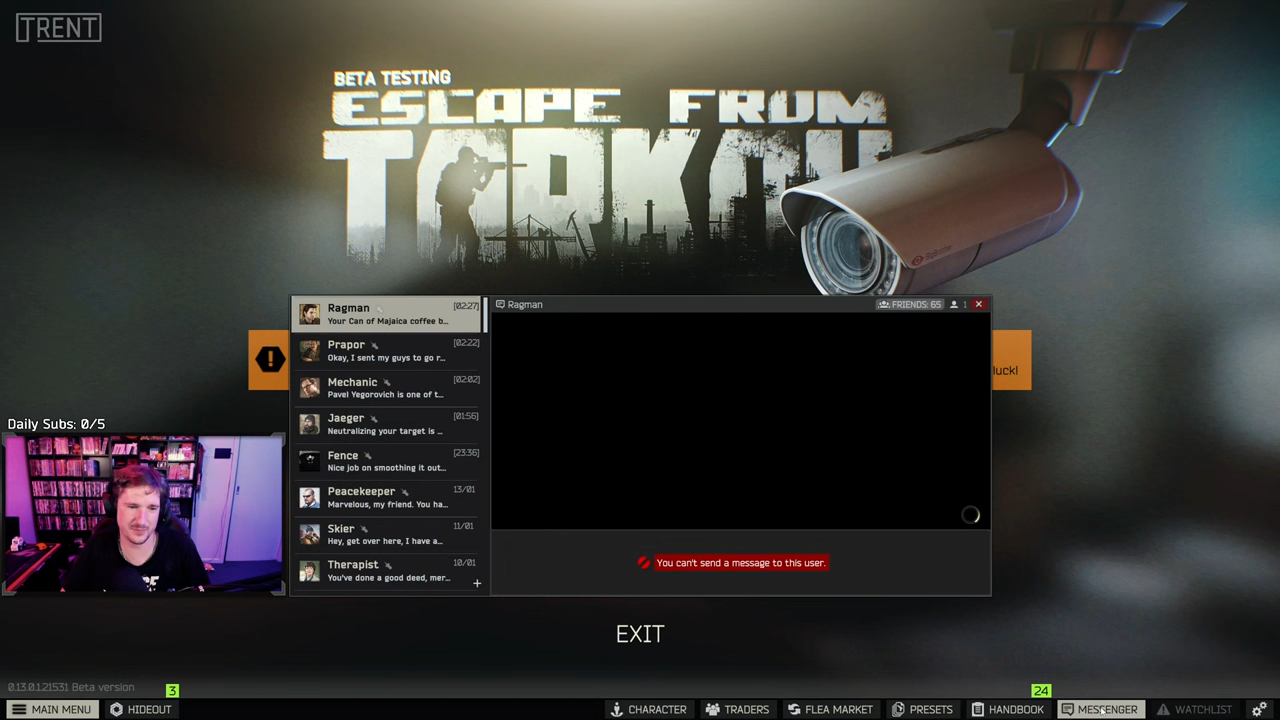 TRENT
BETA TESTING
ESCAPE FROM
TARKOV
Ragman
[02:27]
Your Can of Majaica coffee b...
Prapor
[02:22]
Okay, I sent my guys to go r...
Mechanic
[02:02]
Pavel Yegorovich is one of t...
Jaeger
[01:56]
Neutralizing your target is ...
Fence
[23:36]
Nice job on smoothing it out...
Peacekeeper
13/01
Marvelous, my friend. You ha...
Skier
11/01
Hey, get over here, I have a...
Therapist
10/01
You've done a good deed, mer...
+
Ragman
FRIENDS: 65
1
You can't send a message to this user.
luck!
Daily Subs: 0/5
EXIT
0.13.0.1.21531 Beta version
3
24
MAIN MENU
HIDEOUT
CHARACTER
TRADERS
FLEA MARKET
PRESETS
HANDBOOK
MESSENGER
WATCHLIST